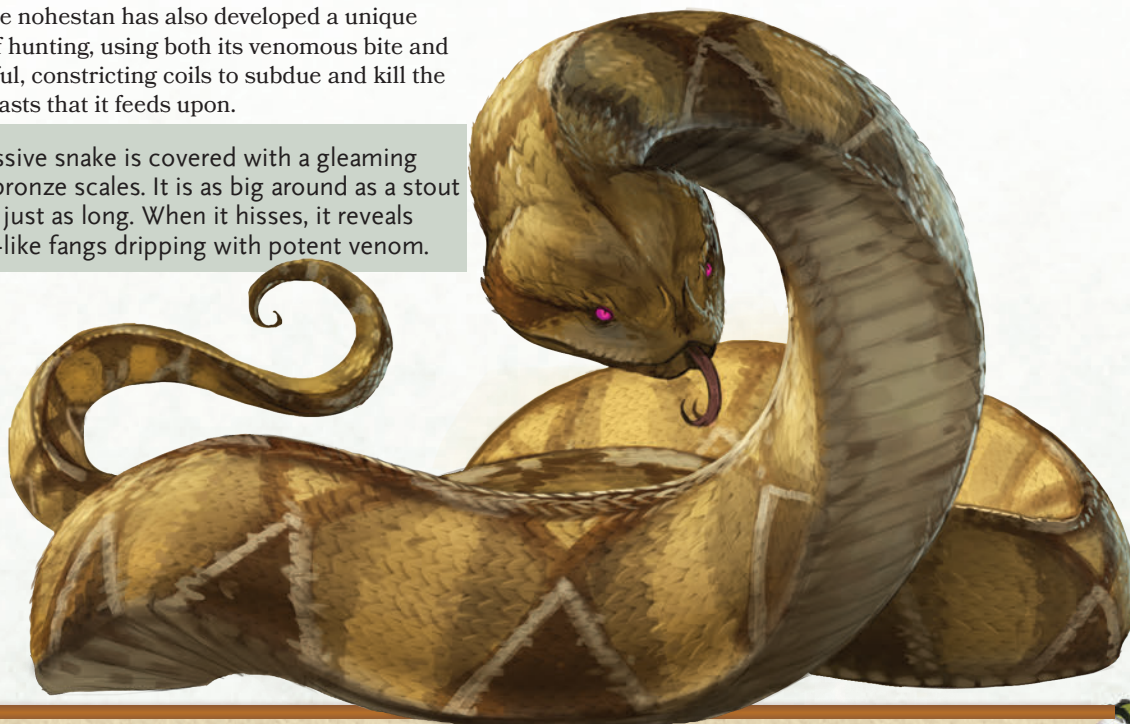 e nohestan has also developed a unique
f hunting, using both its venomous bite and
ful, constricting coils to subdue and kill the
asts that it feeds upon.
ssive snake is covered with a gleaming
bronze scales. It is as big around as a stout
just as long. When it hisses, it reveals
-like fangs dripping with potent venom.